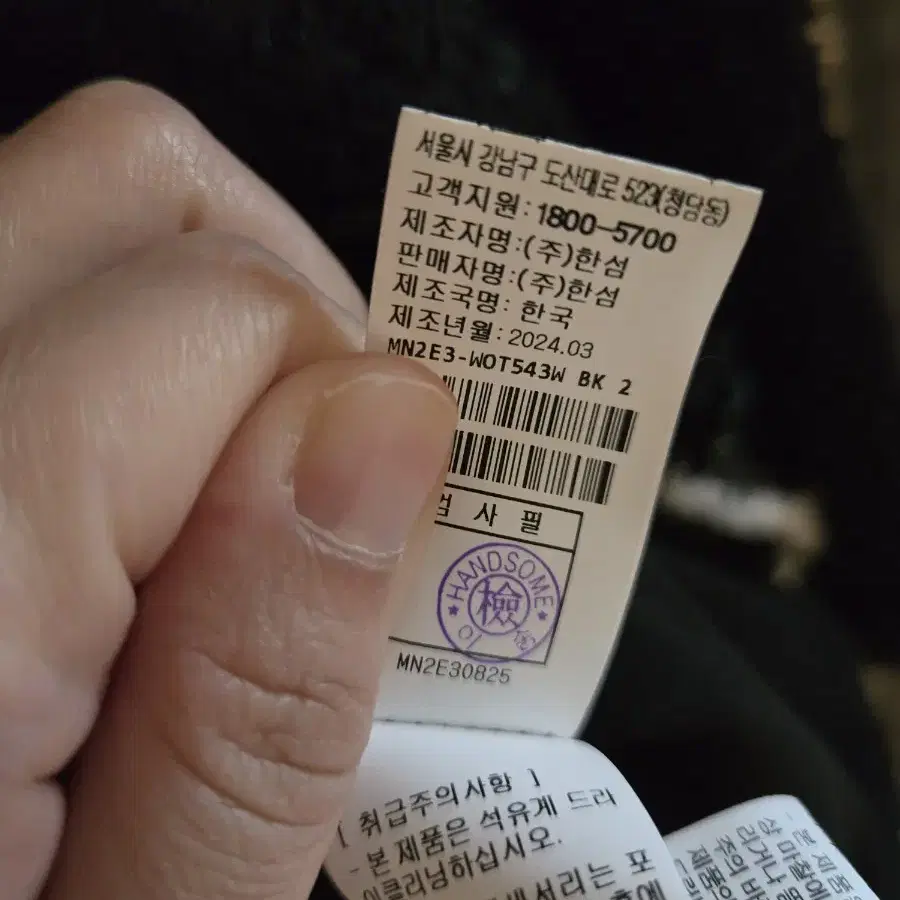 서울시 강남구 도산대로 523(청담동)
고객지원:1800-5700
제조자명:(주)한섬
판매자명:(주)한섬
제조국명: 한국
제조년월:2024.03
MN2E3-WOT543W BK 2
검 사 필
HANDSOME
檢
MN2E30825
[ 취급주의사항 ]
- 본 제품은 석유계 드라
이클리닝하십시오.